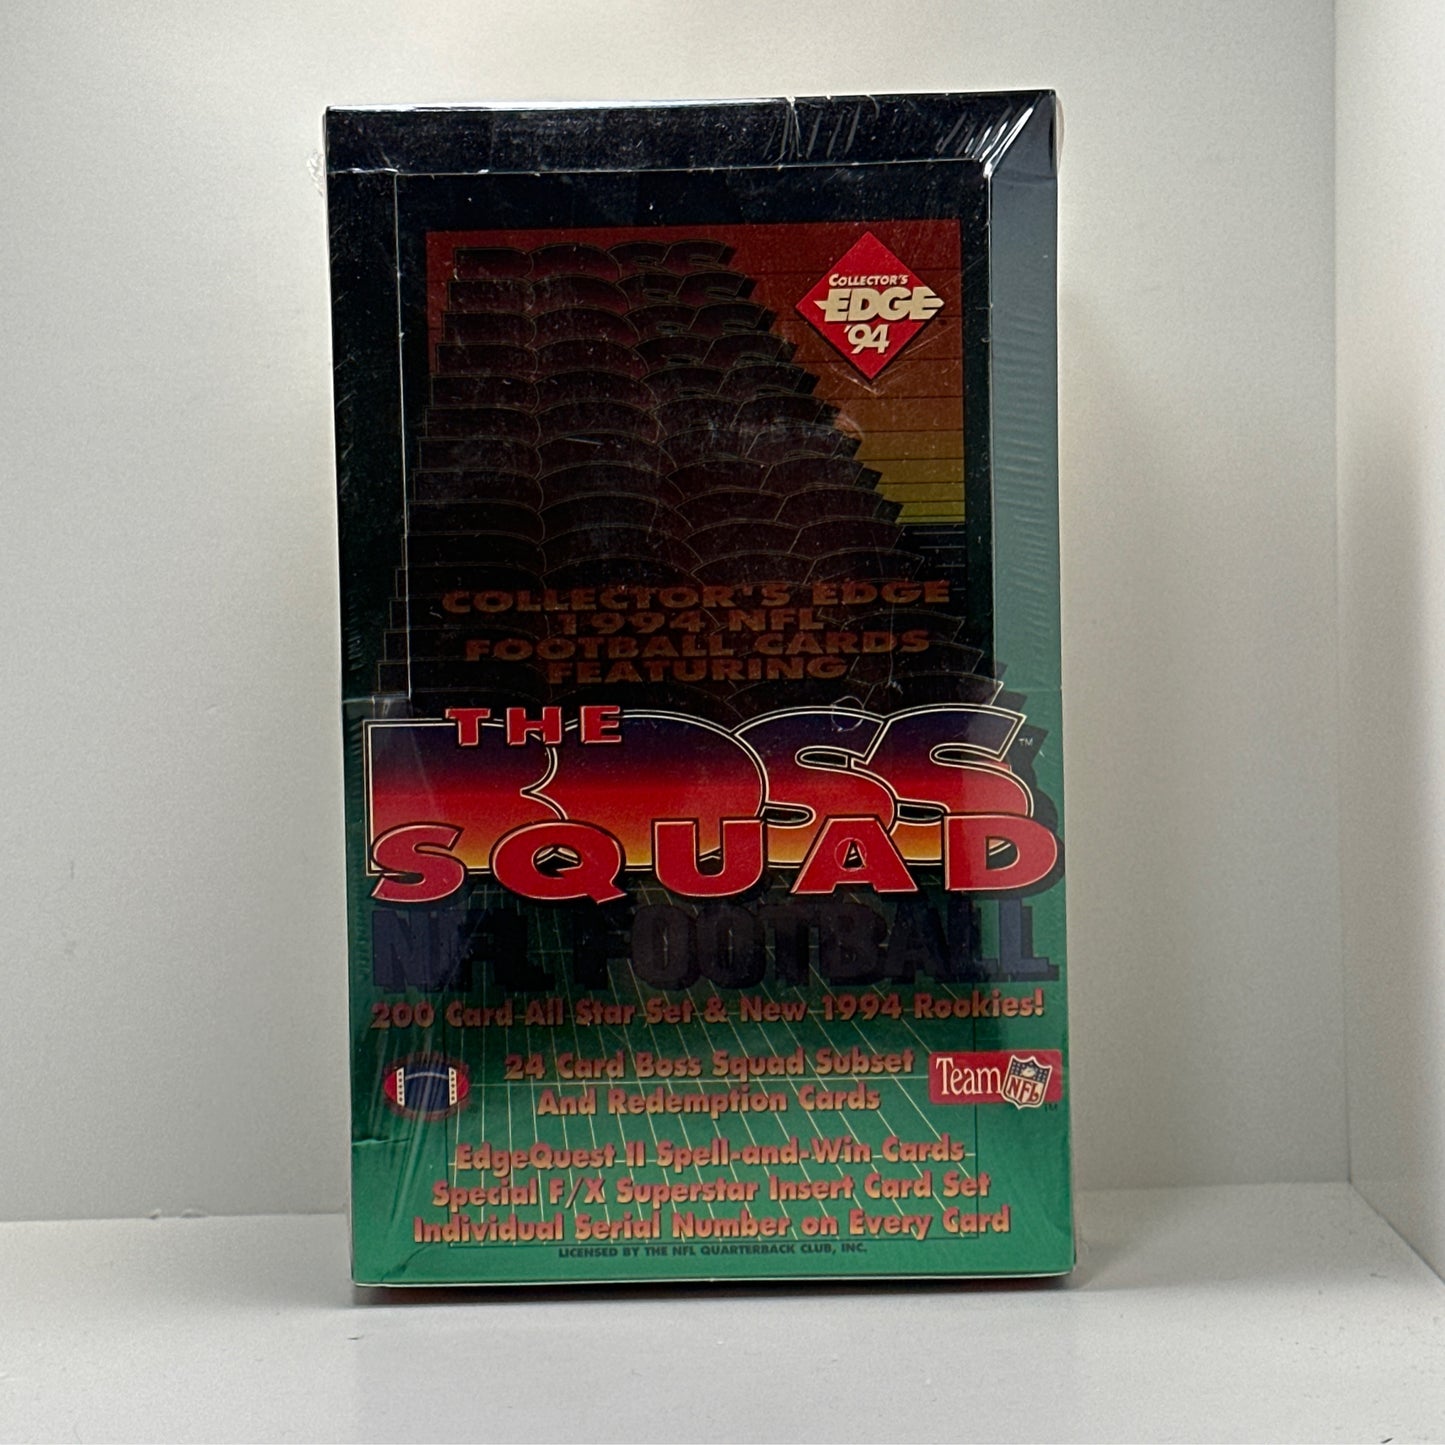 COLLECTOR'S
EDGE
'94
COLLECTOR'S EDGE
1994 NFL
FOOTBALL CARDS
FEATURING
THE
BOSS™
SQUAD
NFL FOOTBALL
200 Card All Star Set & New 1994 Rookies!
24 Card Boss Squad Subset
And Redemption Cards
Team NFL™
EdgeQuest II Spell-and-Win Cards
Special F/X Superstar Insert Card Set
Individual Serial Number on Every Card
LICENSED BY THE NFL QUARTERBACK CLUB, INC.